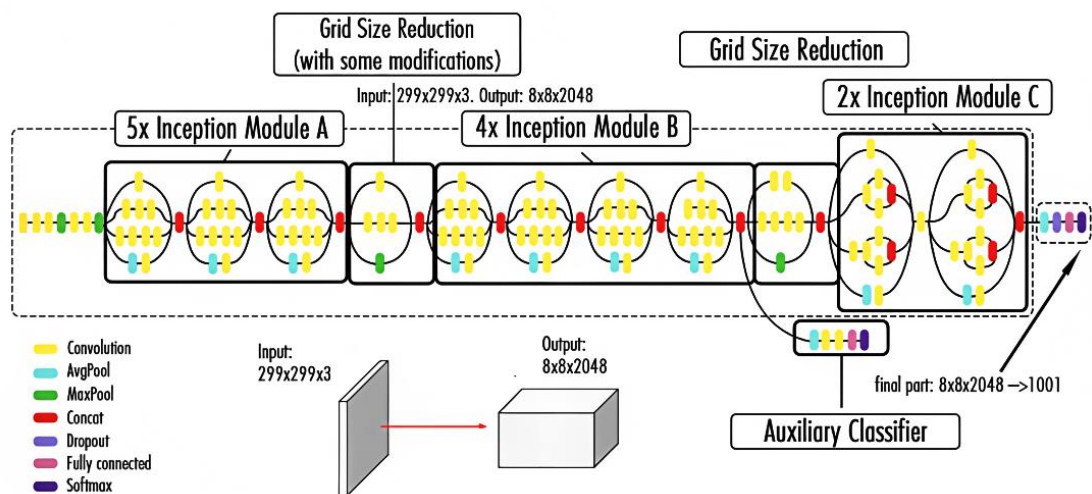 Grid Size Reduction
(with some modifications)
Grid Size Reduction
Input: 299x299x3. Output: 8x8x2048
2x Inception Module C
5x Inception Module A
4x Inception Module B
Convolution
AvgPool
MaxPool
Concat
Dropout
Fully connected
Softmax
Input:
299x299x3
Output:
8x8x2048
final part: 8x8x2048 →1001
Auxiliary Classifier